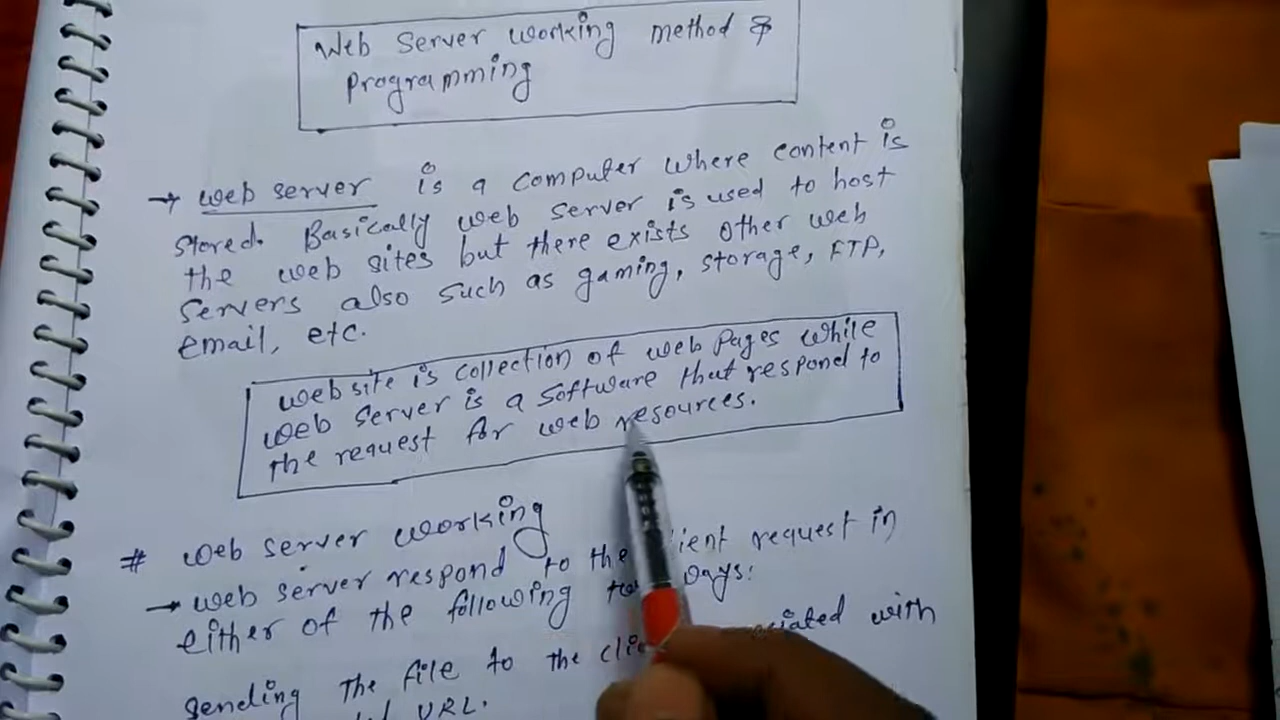 Web Server working method &
programming
→ web server is a computer where content is
stored. Basically web server is used to host
the web sites but there exists other web
servers also such as gaming, storage, FTP,
email, etc.
website is collection of web pages while
web server is a software that respond to
the request for web resources.
# web server working
→ web server respond to the request in
either of the following
sending the file to the with
URL.